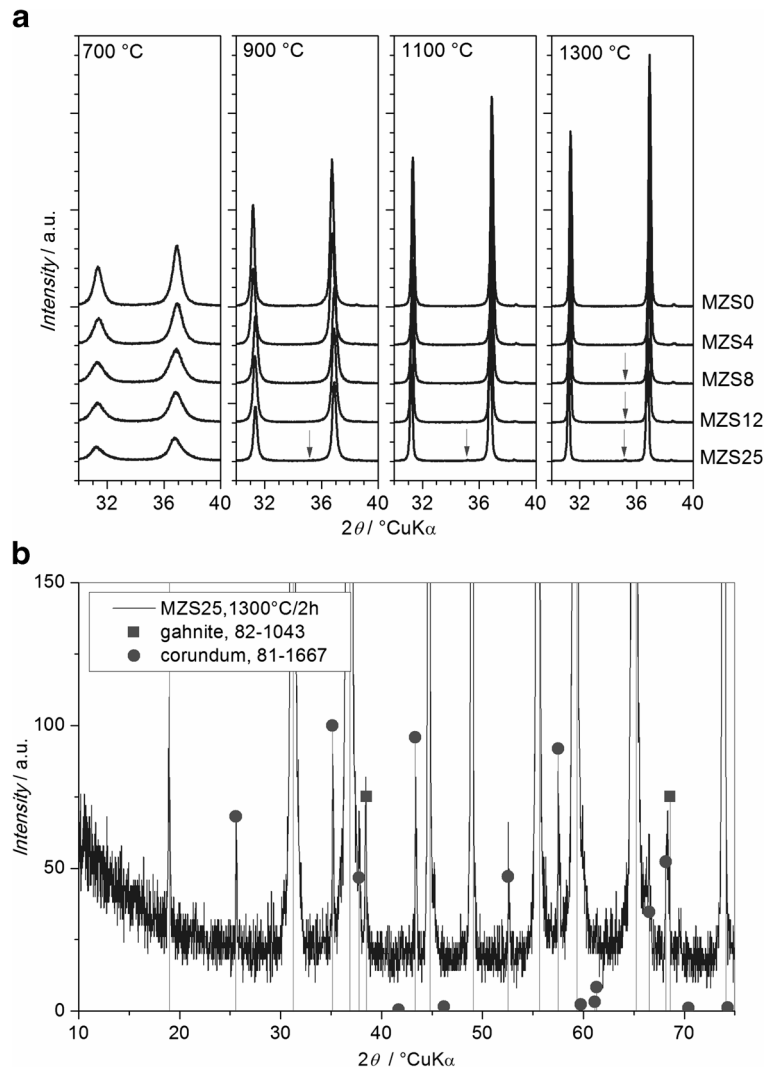 a
700 °C 900 °C 1100 °C 1300 °C
Intensity / a.u.
MZS0
MZS4
MZS8
MZS12
MZS25
32 36 40 32 36 40 32 36 40 32 36 40
2θ / °CuKα
b
150
100
50
0
Intensity / a.u.
MZS25,1300°C/2h
gahnite, 82-1043
corundum, 81-1667
10 20 30 40 50 60 70
2θ / °CuKα